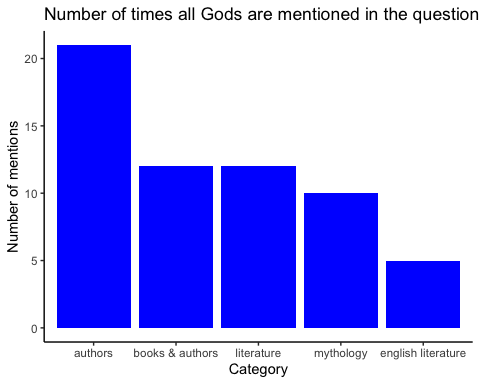 Number of times all Gods are mentioned in the question
Number of mentions
20
15
10
5
0
authors
books & authors
literature
mythology
english literature
Category